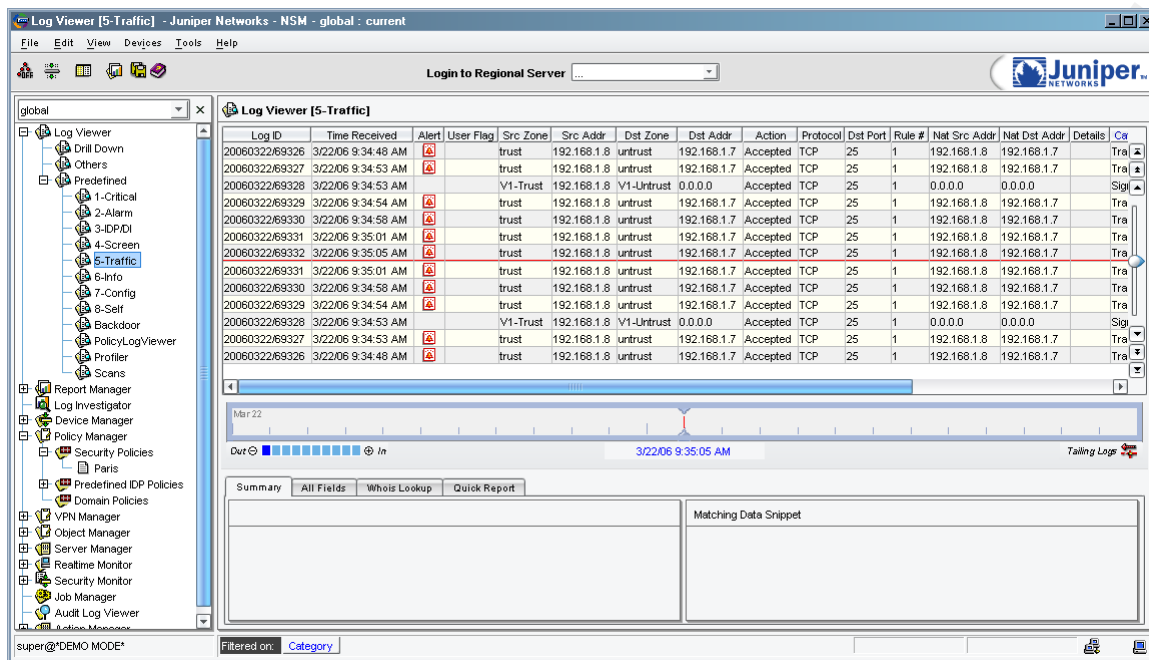 Log Viewer [5-Traffic] - Juniper Networks - NSM - global : current
File Edit View Devices Tools Help
Login to Regional Server ...
Juniper
NETWORKS
global
Log Viewer
Drill Down
Others
Predefined
1-Critical
2-Alarm
3-IDP/DI
4-Screen
5-Traffic
6-Info
7-Config
8-Self
Backdoor
PolicyLogViewer
Profiler
Scans
Report Manager
Log Investigator
Device Manager
Policy Manager
Security Policies
Paris
Predefined IDP Policies
Domain Policies
VPN Manager
Object Manager
Server Manager
Realtime Monitor
Security Monitor
Job Manager
Audit Log Viewer
Action Manager
Log Viewer [5-Traffic]
Log ID Time Received Alert User Flag Src Zone Src Addr Dst Zone Dst Addr Action Protocol Dst Port Rule # Nat Src Addr Nat Dst Addr Details Ca
20060322/69326 3/22/06 9:34:48 AM trust 192.168.1.8 untrust 192.168.1.7 Accepted TCP 25 1 192.168.1.8 192.168.1.7 Tra
20060322/69327 3/22/06 9:34:53 AM trust 192.168.1.8 untrust 192.168.1.7 Accepted TCP 25 1 192.168.1.8 192.168.1.7 Tra
20060322/69328 3/22/06 9:34:53 AM V1-Trust 192.168.1.8 V1-Untrust 0.0.0.0 Accepted TCP 25 1 0.0.0.0 0.0.0.0 Sig
20060322/69329 3/22/06 9:34:54 AM trust 192.168.1.8 untrust 192.168.1.7 Accepted TCP 25 1 192.168.1.8 192.168.1.7 Tra
20060322/69330 3/22/06 9:34:58 AM trust 192.168.1.8 untrust 192.168.1.7 Accepted TCP 25 1 192.168.1.8 192.168.1.7 Tra
20060322/69331 3/22/06 9:35:01 AM trust 192.168.1.8 untrust 192.168.1.7 Accepted TCP 25 1 192.168.1.8 192.168.1.7 Tra
20060322/69332 3/22/06 9:35:05 AM trust 192.168.1.8 untrust 192.168.1.7 Accepted TCP 25 1 192.168.1.8 192.168.1.7 Tra
20060322/69331 3/22/06 9:35:01 AM trust 192.168.1.8 untrust 192.168.1.7 Accepted TCP 25 1 192.168.1.8 192.168.1.7 Tra
20060322/69330 3/22/06 9:34:58 AM trust 192.168.1.8 untrust 192.168.1.7 Accepted TCP 25 1 192.168.1.8 192.168.1.7 Tra
20060322/69329 3/22/06 9:34:54 AM trust 192.168.1.8 untrust 192.168.1.7 Accepted TCP 25 1 192.168.1.8 192.168.1.7 Tra
20060322/69328 3/22/06 9:34:53 AM V1-Trust 192.168.1.8 V1-Untrust 0.0.0.0 Accepted TCP 25 1 0.0.0.0 0.0.0.0 Sig
20060322/69327 3/22/06 9:34:53 AM trust 192.168.1.8 untrust 192.168.1.7 Accepted TCP 25 1 192.168.1.8 192.168.1.7 Tra
20060322/69326 3/22/06 9:34:48 AM trust 192.168.1.8 untrust 192.168.1.7 Accepted TCP 25 1 192.168.1.8 192.168.1.7 Tra
Mar 22
Out In 3/22/06 9:35:05 AM Tailing Logs
Summary All Fields Whois Lookup Quick Report
Matching Data Snippet
super@*DEMO MODE* Filtered on: Category